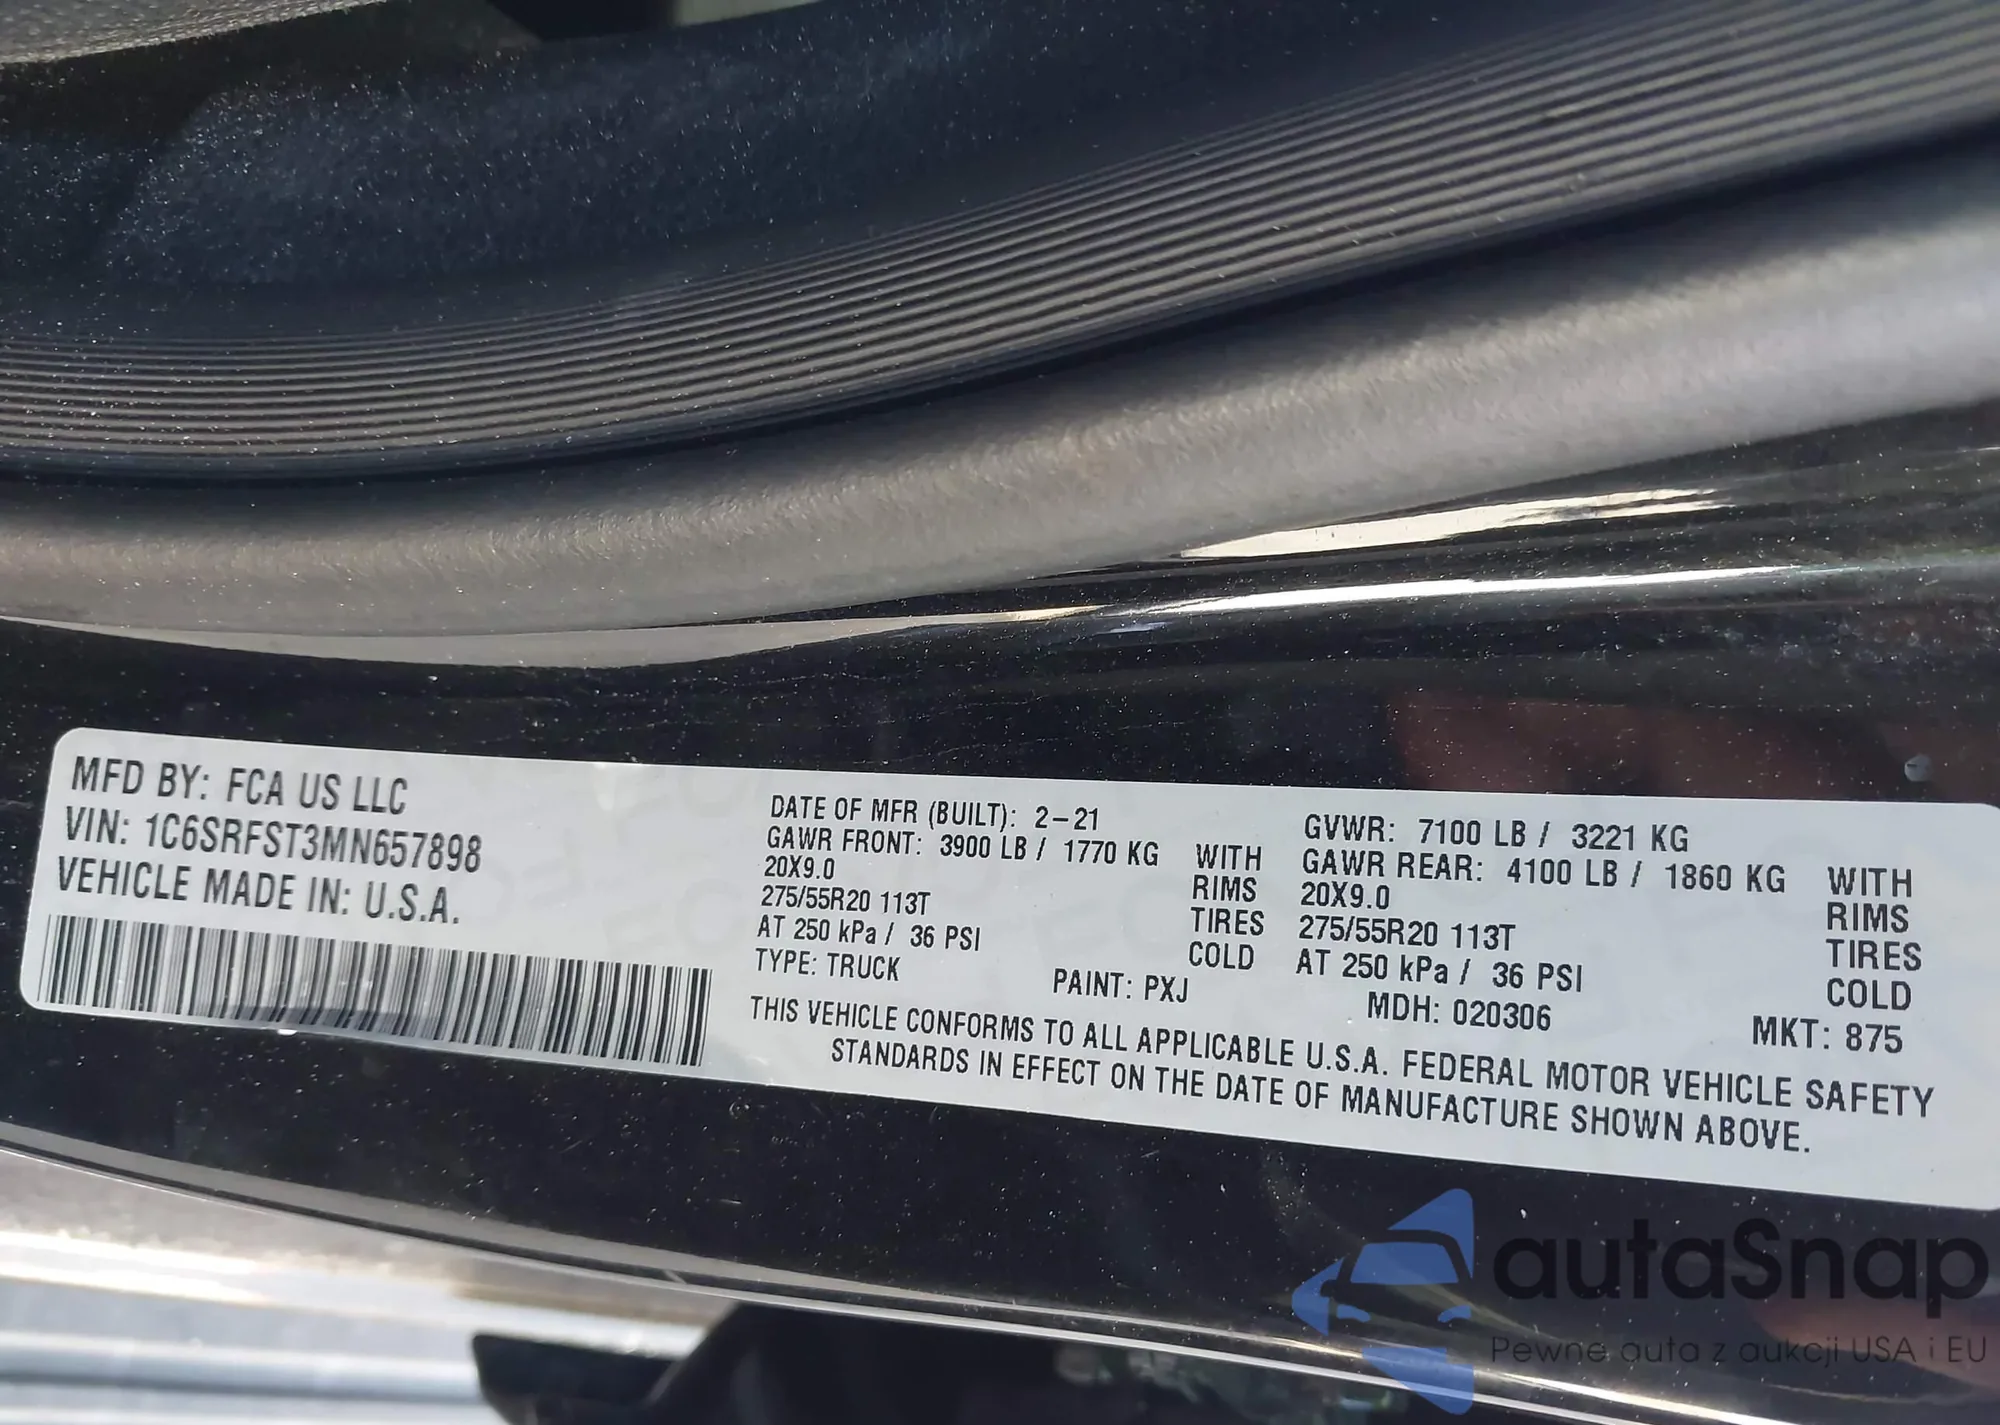 MFD BY: FCA US LLC
VIN: 1C6SRFST3MN657898
VEHICLE MADE IN: U.S.A.
DATE OF MFR (BUILT): 2-21
GAWR FRONT: 3900 LB / 1770 KG WITH
20X9.0 RIMS
275/55R20 113T TIRES
AT 250 kPa / 36 PSI COLD
TYPE: TRUCK
PAINT: PXJ
GVWR: 7100 LB / 3221 KG
GAWR REAR: 4100 LB / 1860 KG WITH
20X9.0 RIMS
275/55R20 113T TIRES
AT 250 kPa / 36 PSI COLD
MDH: 020306
MKT: 875
THIS VEHICLE CONFORMS TO ALL APPLICABLE U.S.A. FEDERAL MOTOR VEHICLE SAFETY
STANDARDS IN EFFECT ON THE DATE OF MANUFACTURE SHOWN ABOVE.
autaSnap
Pewne auta z aukcji USA i EU